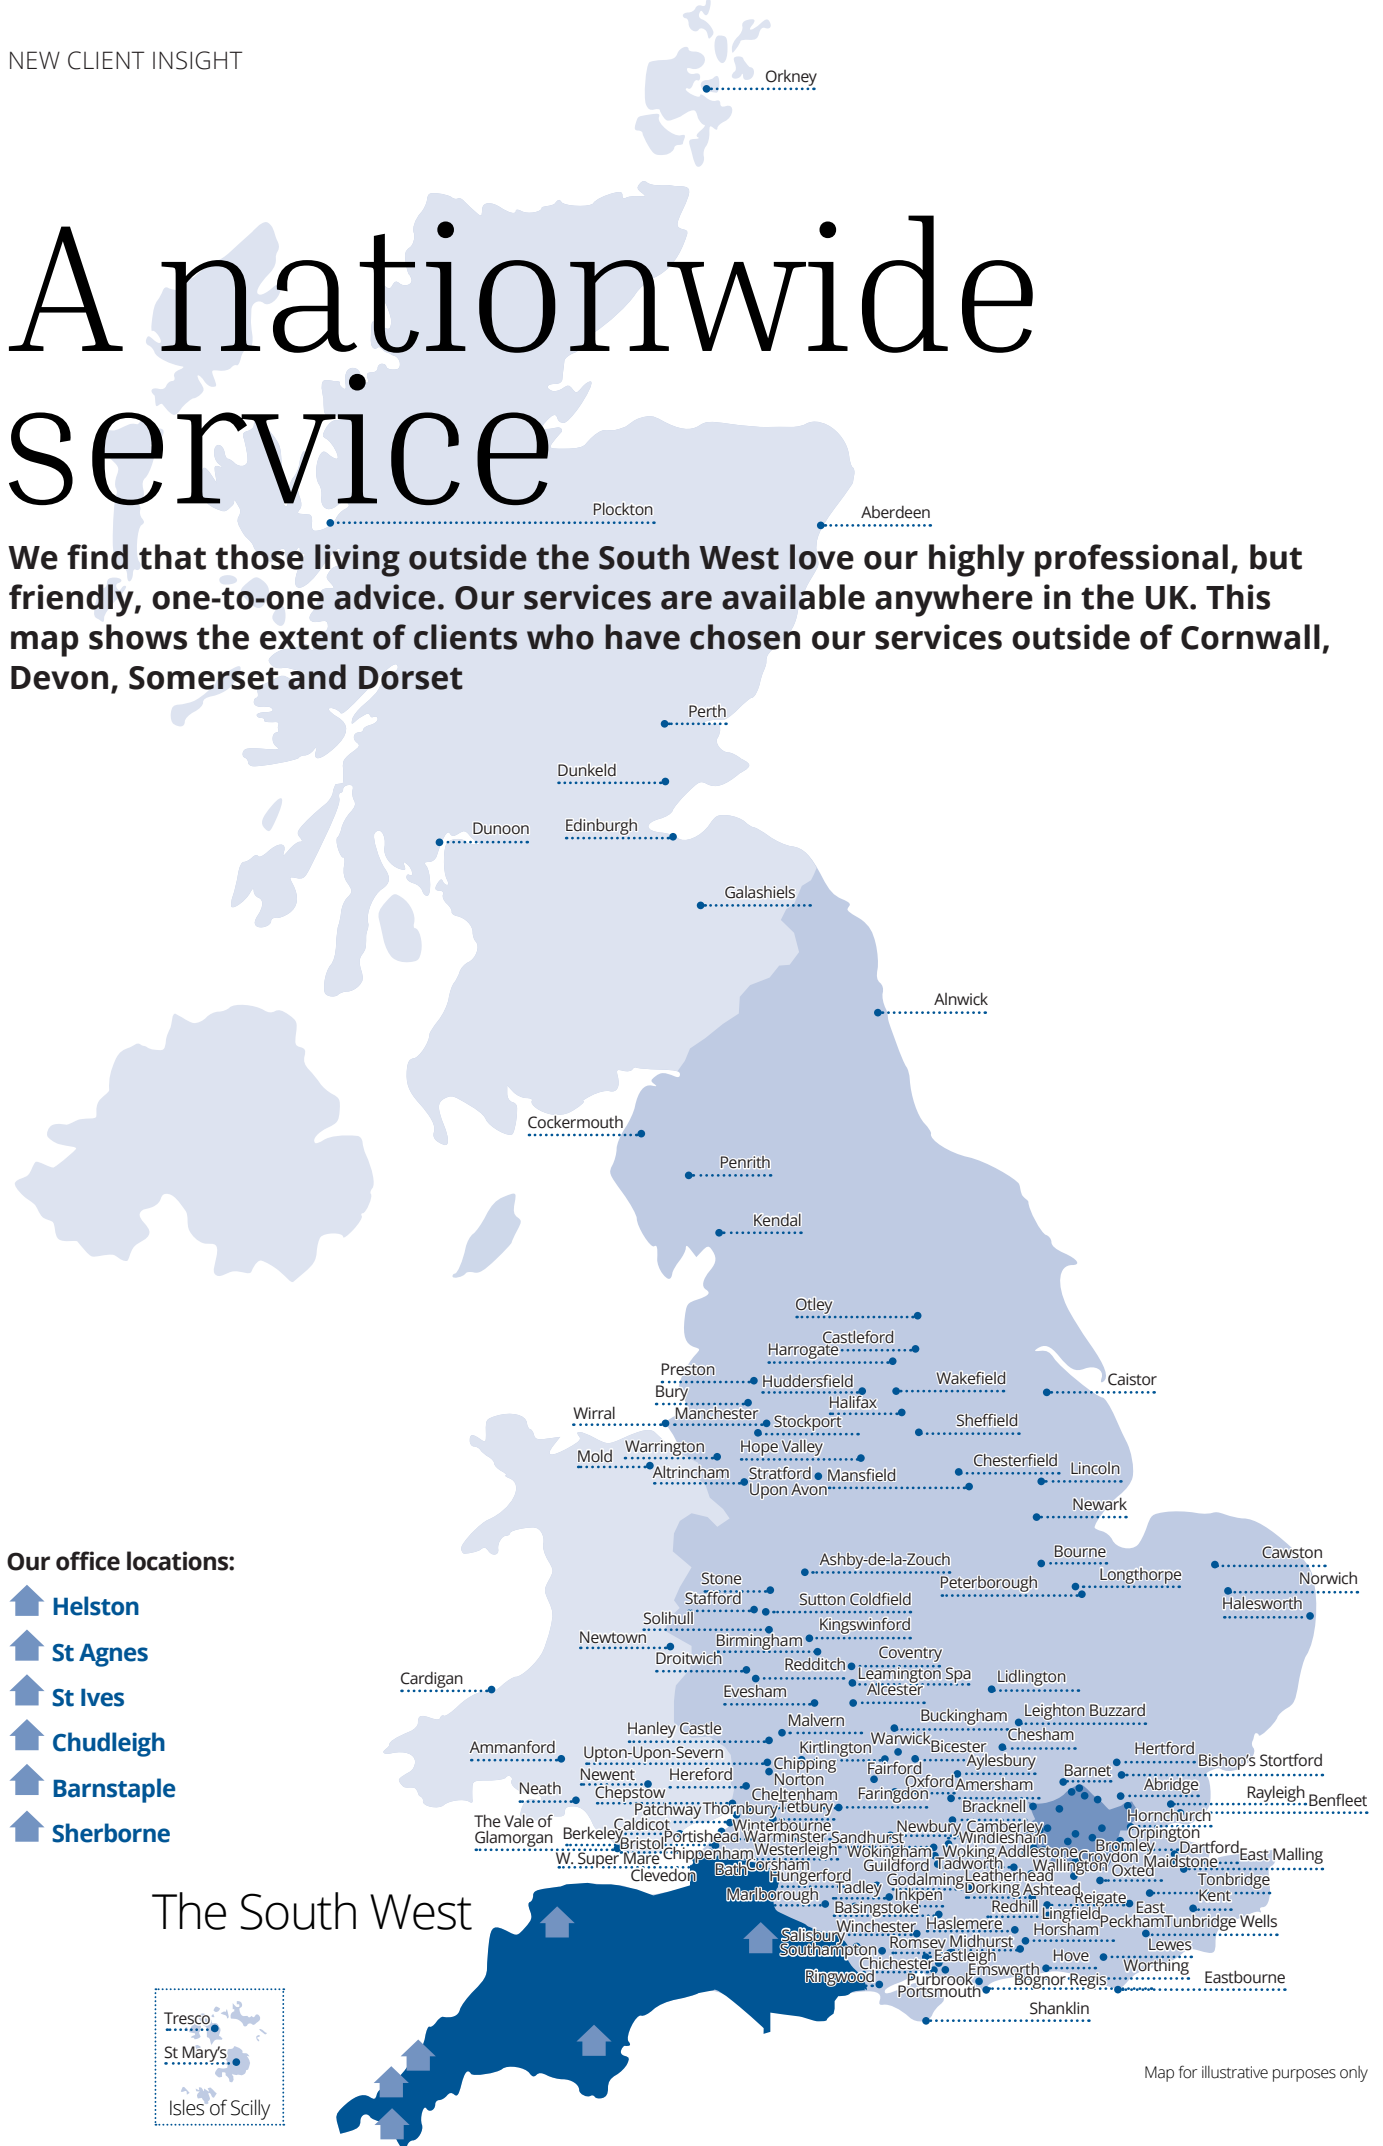 NEW CLIENT INSIGHT
Orkney
A nationwide
service
Plockton
Aberdeen
We find that those living outside the South West love our highly professional, but
friendly, one-to-one advice. Our services are available anywhere in the UK. This
map shows the extent of clients who have chosen our services outside of Cornwall,
Devon, Somerset and Dorset
Perth
Dunkeld
Dunoon
Edinburgh
Galashiels
Alnwick
Cockermouth
Penrith
Kendal
Otley
Castleford
Harrogate
Preston
Huddersfield
Wakefield
Caistor
Bury
Halifax
Wirral
Manchester
Stockport
Sheffield
Warrington
Hope Valley
Mold
Chesterfield
Lincoln
Altrincham
Stratford
Upon Avon
Mansfield
Newark
Ashby-de-la-Zouch
Bourne
Cawston
Stone
Peterborough
Longthorpe
Norwich
Stafford
Sutton Coldfield
Halesworth
Solihull
Kingswinford
Newtown
Birmingham
Droitwich
Redditch
Coventry
Cardigan
Leamington Spa
Lidlington
Evesham
Alcester
Buckingham
Leighton Buzzard
Hanley Castle
Malvern
Warwick
Chesham
Ammanford
Upton-Upon-Severn
Kirtlington
Bicester
Hertford
Bishop's Stortford
Newent
Hereford
Chipping
Norton
Fairford
Aylesbury
Barnet
Neath
Chepstow
Cheltenham
Oxford
Amersham
Abridge
Rayleigh
Benfleet
Patchway
Thornbury
Tetbury
Faringdon
Bracknell
Hornchurch
The Vale of
Glamorgan
Caldicot
Winterbourne
Newbury
Camberley
Orpington
Berkeley
Bristol
Portishead
Warminster
Sandhurst
Windlesham
Bromley
Dartford
W. Super Mare
Chippenham
Westerleigh
Wokingham
Woking
Addlestone
Croydon
Maidstone
East Malling
Clevedon
Bath
Corsham
Guildford
Tadworth
Wallington
Oxted
Hungerford
Godalming
Leatherhead
Tonbridge
Marlborough
Tadley
Inkpen
Dorking
Ashtead
Reigate
Kent
Basingstoke
Redhill
Lingfield
East
Peckham
Tunbridge Wells
Winchester
Haslemere
Horsham
Salisbury
Romsey
Midhurst
Lewes
Southampton
Eastleigh
Hove
Chichester
Emsworth
Worthing
Ringwood
Purbrook
Bognor Regis
Eastbourne
Portsmouth
Shanklin
Our office locations:
Helston
St Agnes
St Ives
Chudleigh
Barnstaple
Sherborne
The South West
Tresco
St Mary's
Isles of Scilly
Map for illustrative purposes only